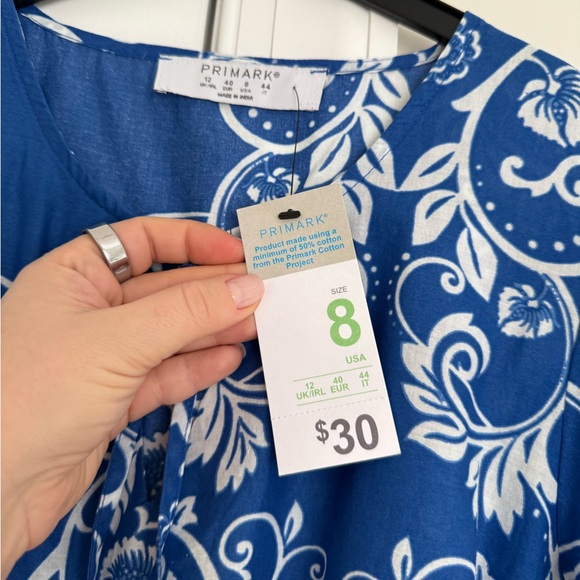 PRIMARK®
12 40 8 44
UK/IRL EUR USA IT
MADE IN INDIA
PRIMARK®
Product made using a
minimum of 50% cotton
from the Primark Cotton
Project
SIZE
8
USA
12 40 44
UK/IRL EUR IT
$30